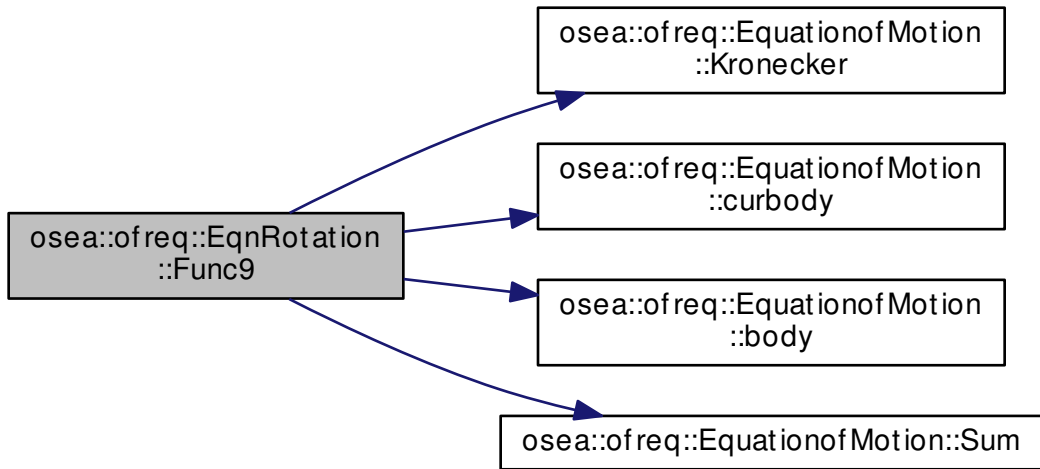 osea::ofreq::EquationofMotion
::Kronecker
osea::ofreq::EquationofMotion
::curbody
osea::ofreq::EqnRotation
::Func9
osea::ofreq::EquationofMotion
::body
osea::ofreq::EquationofMotion::Sum